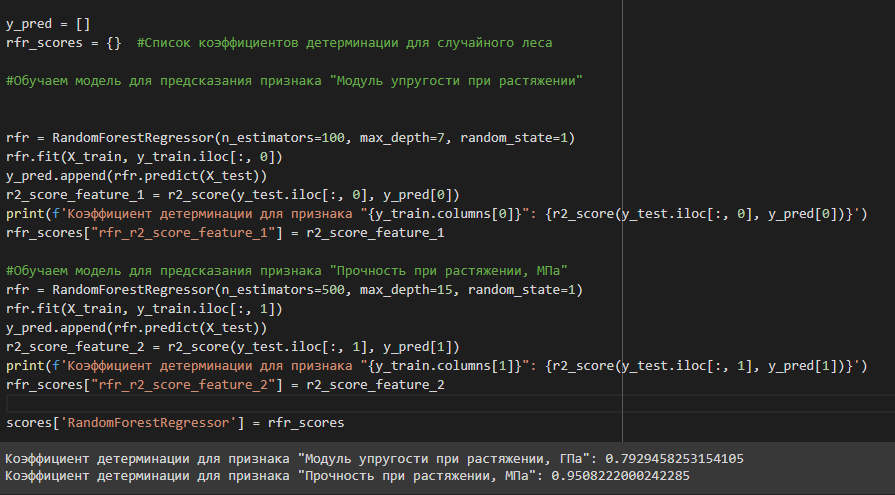 y_pred = []
rfr_scores = {}  #Список коэффициентов детерминации для случайного леса
#Обучаем модель для предсказания признака "Модуль упругости при растяжении"
rfr = RandomForestRegressor(n_estimators=100, max_depth=7, random_state=1)
rfr.fit(X_train, y_train.iloc[:, 0])
y_pred.append(rfr.predict(X_test))
r2_score_feature_1 = r2_score(y_test.iloc[:, 0], y_pred[0])
print(f'Коэффициент детерминации для признака "{y_train.columns[0]}": {r2_score(y_test.iloc[:, 0], y_pred[0])}')
rfr_scores["rfr_r2_score_feature_1"] = r2_score_feature_1
#Обучаем модель для предсказания признака "Прочность при растяжении, МПа"
rfr = RandomForestRegressor(n_estimators=500, max_depth=15, random_state=1)
rfr.fit(X_train, y_train.iloc[:, 1])
y_pred.append(rfr.predict(X_test))
r2_score_feature_2 = r2_score(y_test.iloc[:, 1], y_pred[1])
print(f'Коэффициент детерминации для признака "{y_train.columns[1]}": {r2_score(y_test.iloc[:, 1], y_pred[1])}')
rfr_scores["rfr_r2_score_feature_2"] = r2_score_feature_2
scores['RandomForestRegressor'] = rfr_scores
Коэффициент детерминации для признака "Модуль упругости при растяжении, ГПа": 0.7929458253154105
Коэффициент детерминации для признака "Прочность при растяжении, МПа": 0.9508222000242285